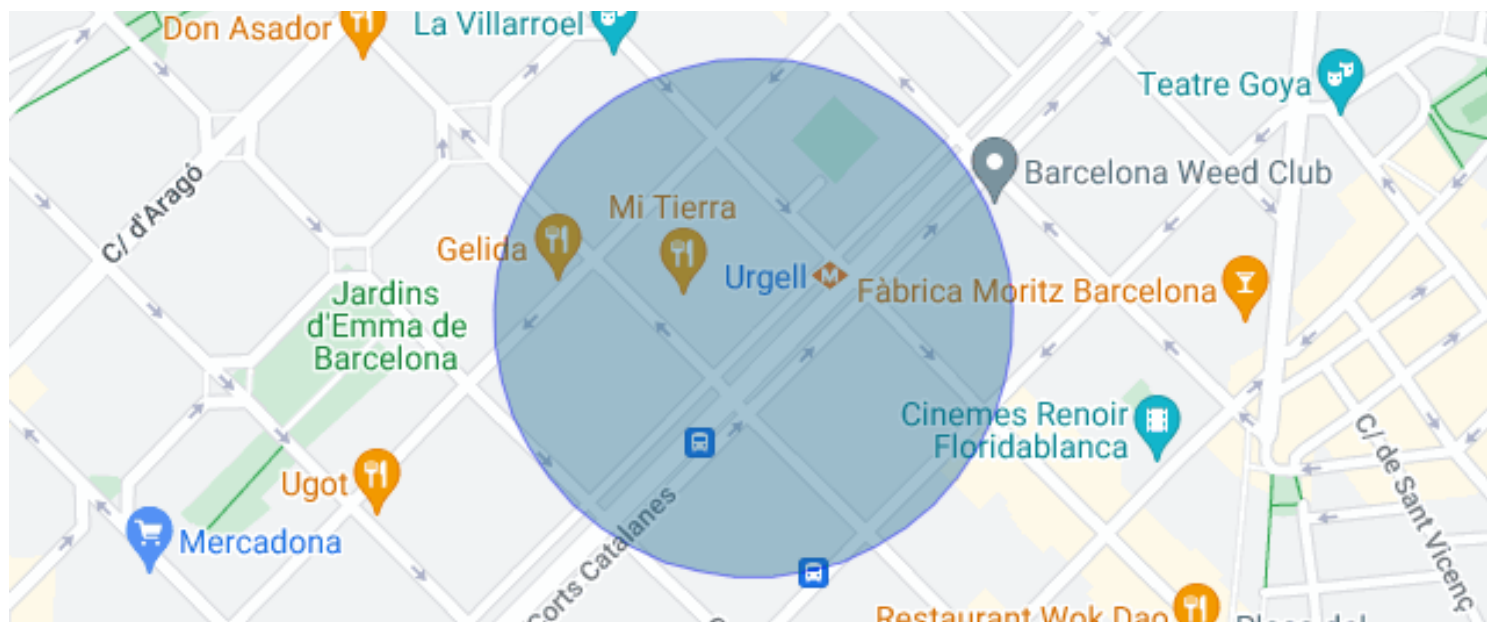 Don Asador
La Villarroel
Teatre Goya
Barcelona Weed Club
C/ d'Aragó
Mi Tierra
Gelida
Urgell
M
Fàbrica Moritz Barcelona
Jardins
d'Emma de
Barcelona
Cinemes Renoir
Floridablanca
C/ de Sant Vicenç
Ugot
Mercadona
Corts Catalanes
Restaurant Wok Dao